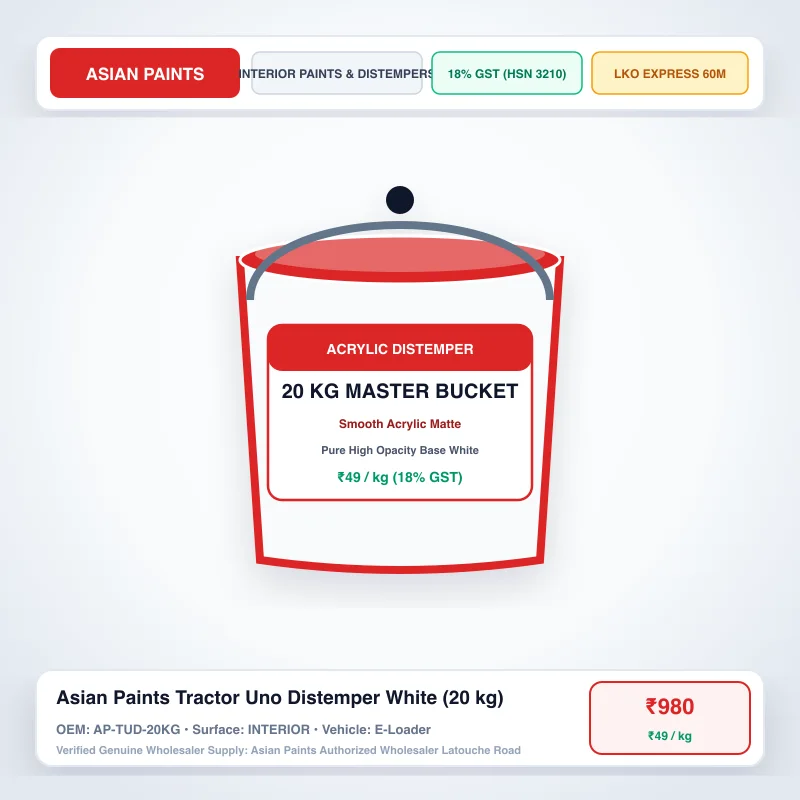 ASIAN PAINTS
INTERIOR PAINTS & DISTEMPERS
18% GST (HSN 3210)
LKO EXPRESS 60M
ACRYLIC DISTEMPER
20 KG MASTER BUCKET
Smooth Acrylic Matte
Pure High Opacity Base White
₹49 / kg (18% GST)
Asian Paints Tractor Uno Distemper White (20 kg)
OEM: AP-TUD-20KG • Surface: INTERIOR • Vehicle: E-Loader
Verified Genuine Wholesaler Supply: Asian Paints Authorized Wholesaler Latouche Road
₹980
₹49 / kg